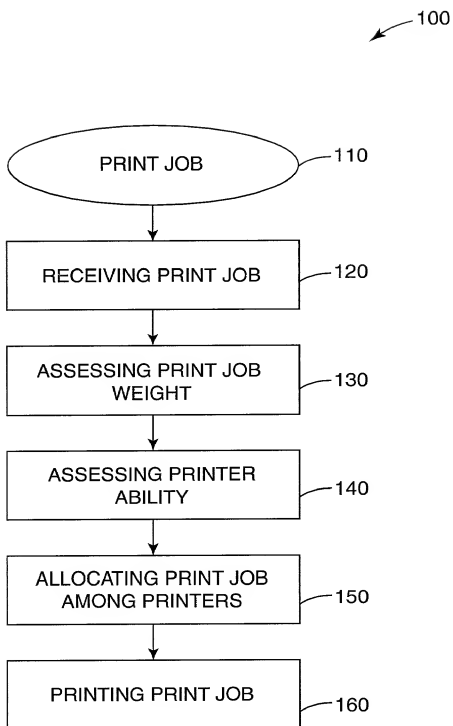 100
PRINT JOB
110
RECEIVING PRINT JOB
120
ASSESSING PRINT JOB
WEIGHT
130
ASSESSING PRINTER
ABILITY
140
ALLOCATING PRINT JOB
AMONG PRINTERS
150
PRINTING PRINT JOB
160